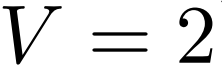 V = 2